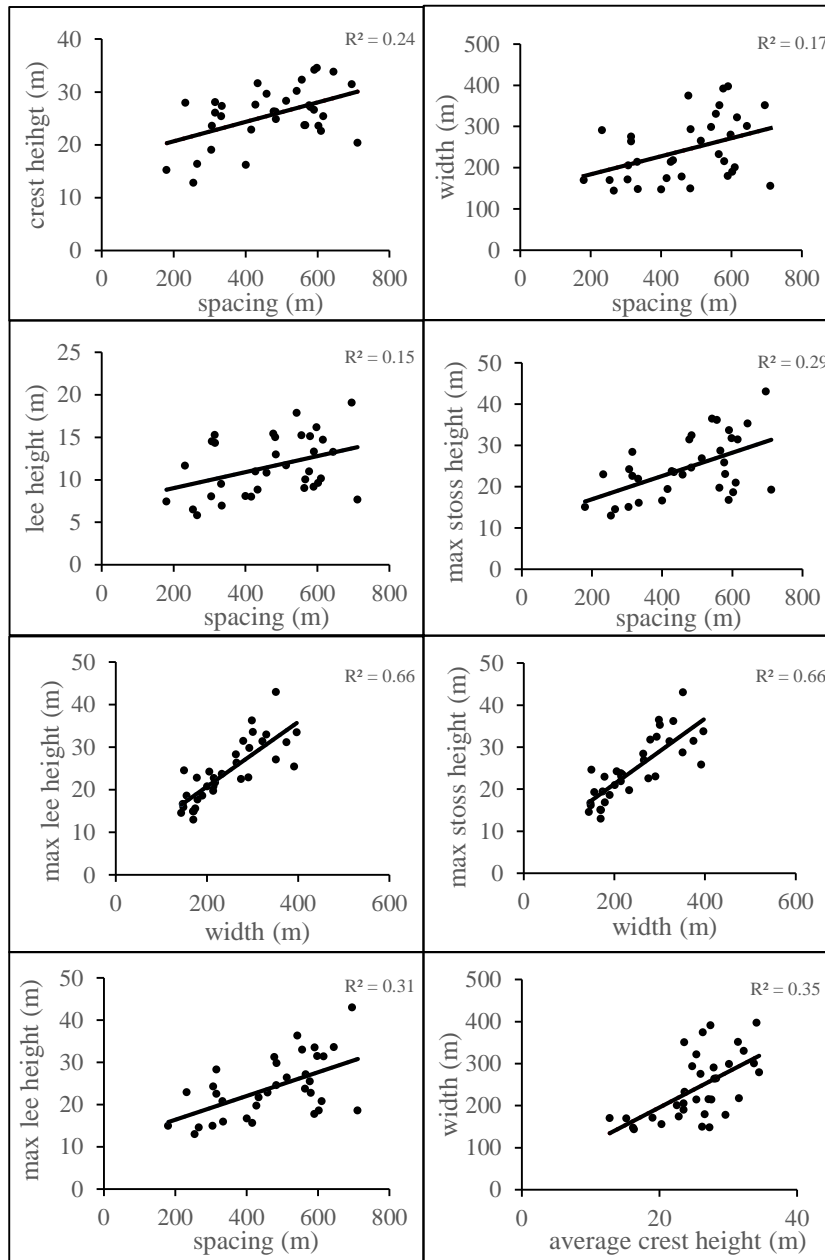 R² = 0.24
40
30
20
10
0
crest heihgt (m)
0 200 400 600 800
spacing (m)
R² = 0.17
500
400
300
200
100
0
width (m)
0 200 400 600 800
spacing (m)
R² = 0.15
25
20
15
10
5
0
lee height (m)
0 200 400 600 800
spacing (m)
R² = 0.29
50
40
30
20
10
0
max stoss height (m)
0 200 400 600 800
spacing (m)
R² = 0.66
50
40
30
20
10
0
max lee height (m)
0 200 400 600
width (m)
R² = 0.66
50
40
30
20
10
0
max stoss height (m)
0 200 400 600
width (m)
R² = 0.31
50
40
30
20
10
0
max lee height (m)
0 200 400 600 800
spacing (m)
R² = 0.35
500
400
300
200
100
0
width (m)
0 20 40
average crest height (m)